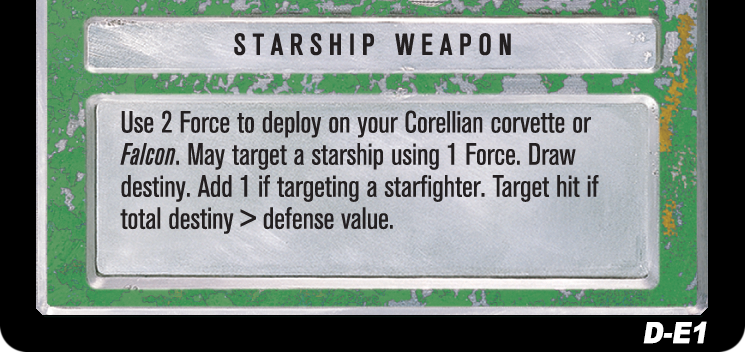 STARSHIP WEAPON
Use 2 Force to deploy on your Corellian corvette or
Falcon. May target a starship using 1 Force. Draw
destiny. Add 1 if targeting a starfighter. Target hit if
total destiny > defense value.
D-E1